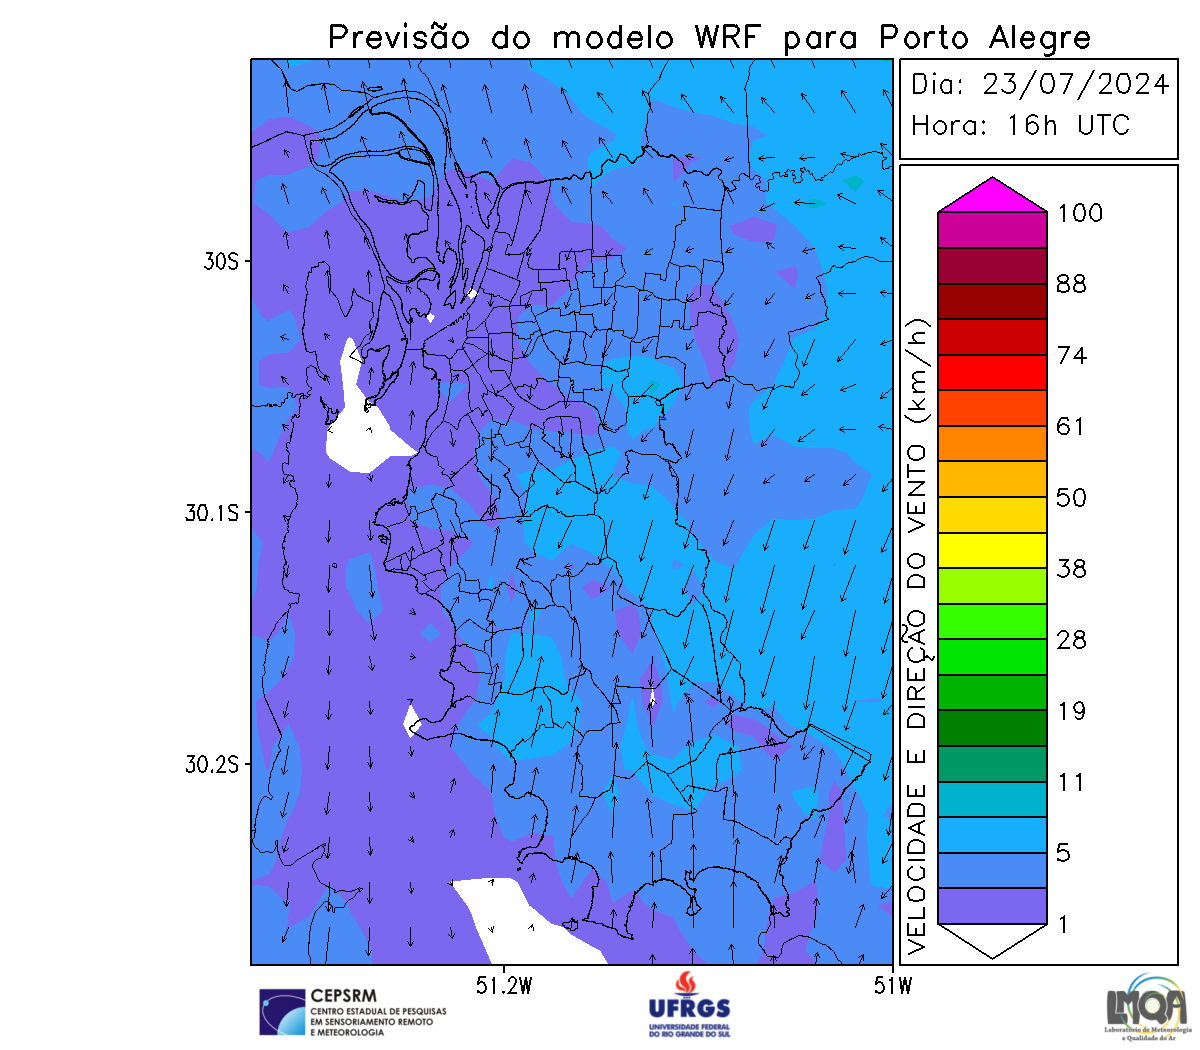 Previsão do modelo WRF para Porto Alegre
Dia: 23/07/2024
Hora: 16h UTC
30S
30.1S
30.2S
51.2W
51W
VELOCIDADE E DIREÇÃO DO VENTO (km/h)
100
88
74
61
50
38
28
19
11
5
1
CEPSRM
CENTRO ESTADUAL DE PESQUISAS
EM SENSORIAMENTO REMOTO
E METEOROLOGIA
UFRGS
UNIVERSIDADE FEDERAL
DO RIO GRANDE DO SUL
LMQA
Laboratório de Meteorologia
e Qualidade do Ar